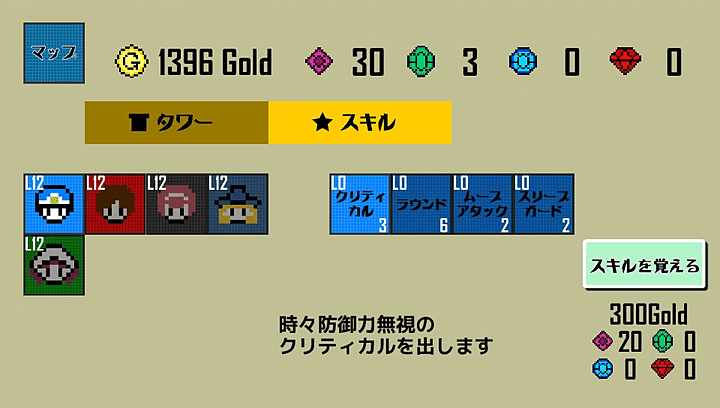 マップ
1396 Gold 30 3 0 0
タワー
スキル
L12 L12 L12 L12
L12
L0 L0 L0 L0
クリティカル
3
ラウンド
6
ムーブ
アタック
2
スリープ
ガード
2
スキルを覚える
300Gold
20 0
0 0
時々防御力無視の
クリティカルを出します